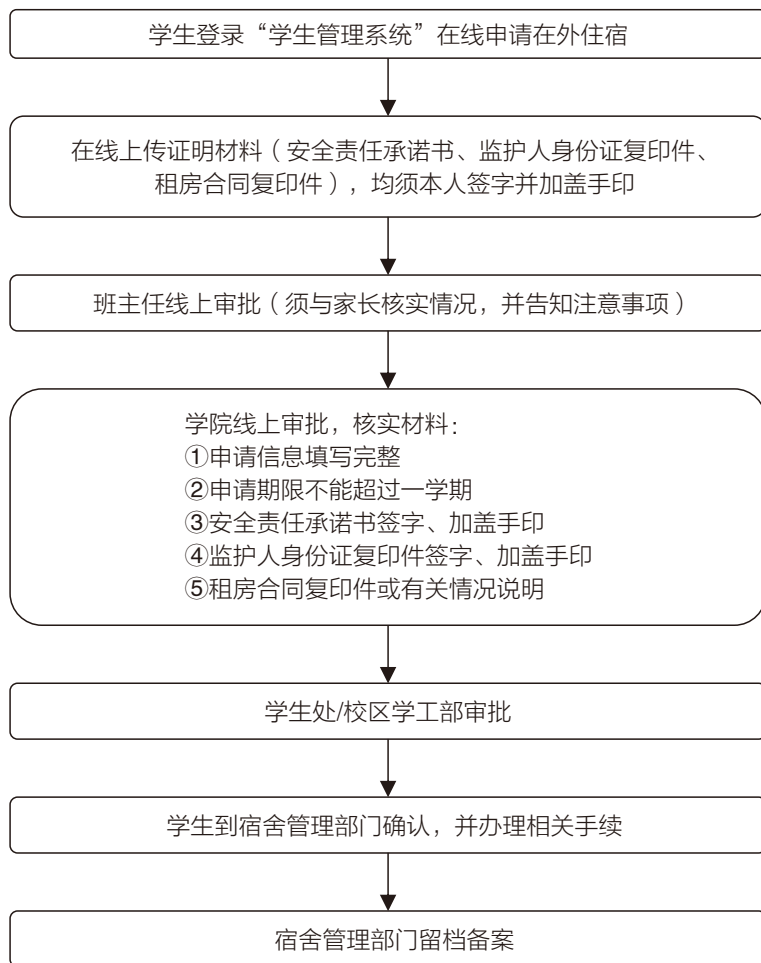 学生登录“学生管理系统”在线申请在外住宿
在线上传证明材料（安全责任承诺书、监护人身份证复印件、
租房合同复印件），均须本人签字并加盖手印
班主任线上审批（须与家长核实情况，并告知注意事项）
学院线上审批，核实材料：
①申请信息填写完整
②申请期限不能超过一学期
③安全责任承诺书签字、加盖手印
④监护人身份证复印件签字、加盖手印
⑤租房合同复印件或有关情况说明
学生处/校区学工部审批
学生到宿舍管理部门确认，并办理相关手续
宿舍管理部门留档备案